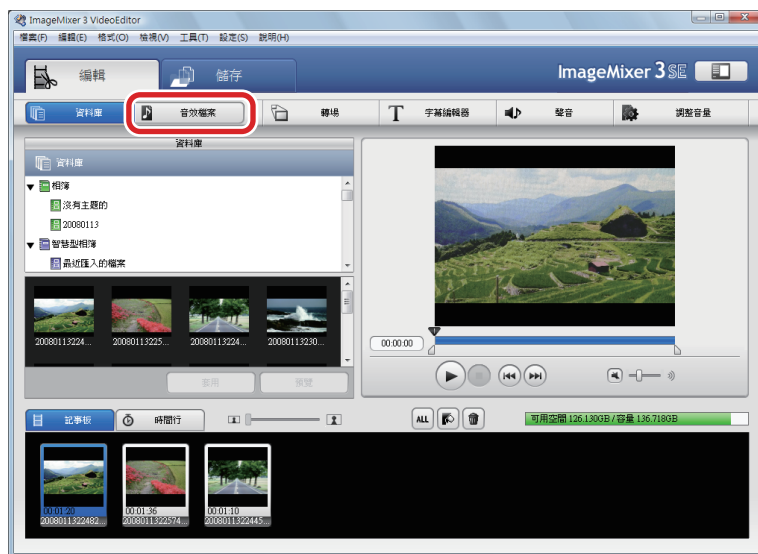 ImageMixer 3 VideoEditor
檔案(F) 編輯(E) 格式(O) 檢視(V) 工具(T) 設定(S) 說明(H)
編輯 儲存 ImageMixer 3 SE
資料庫 音效檔案 轉場 T 字幕編輯器 聲音 調整音量
資料庫
資料庫
相簿
沒有主題的
20080113
智慧型相簿
最近匯入的檔案
20080113224... 20080113225... 20080113224... 20080113230...
00:00:00
套用 預覽
記事板 時間行 ALL 可用空間 126.130GB / 容量 136.718GB
00:01:20 00:01:36 00:01:10
2008011322482... 2008011322574... 2008011322445...